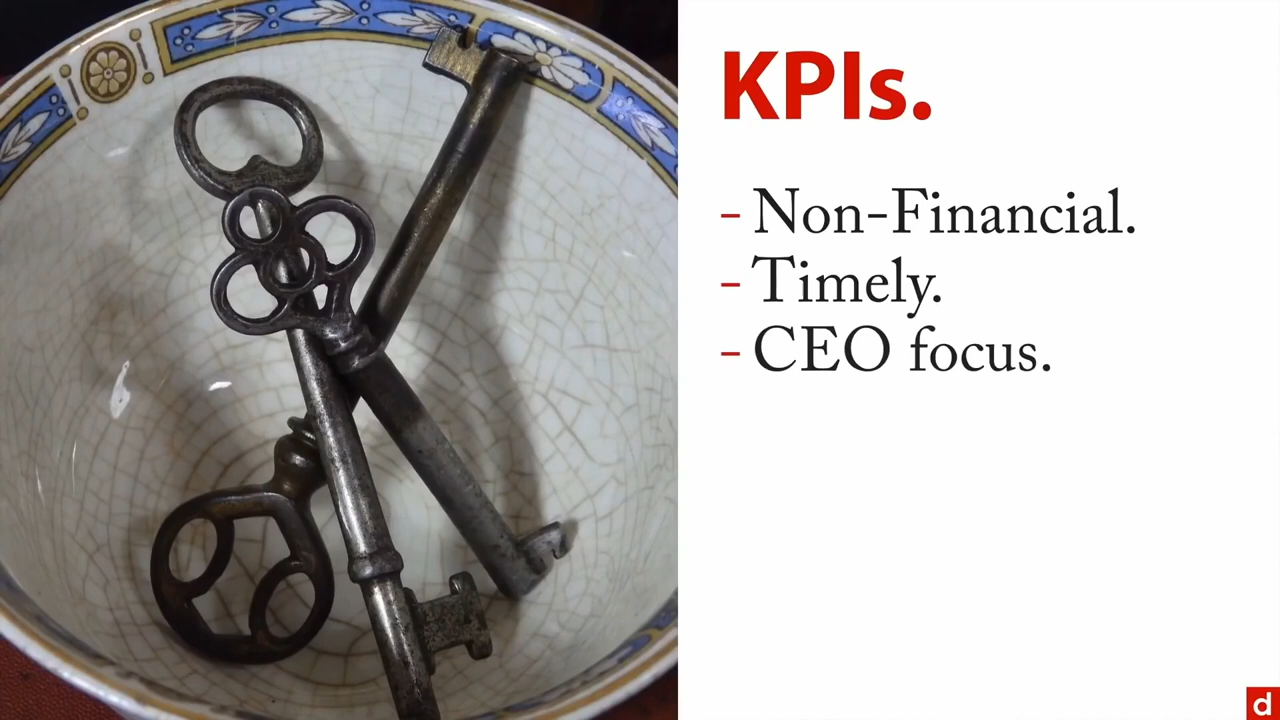 KPIs.
- Non-Financial.
- Timely.
- CEO focus.
d